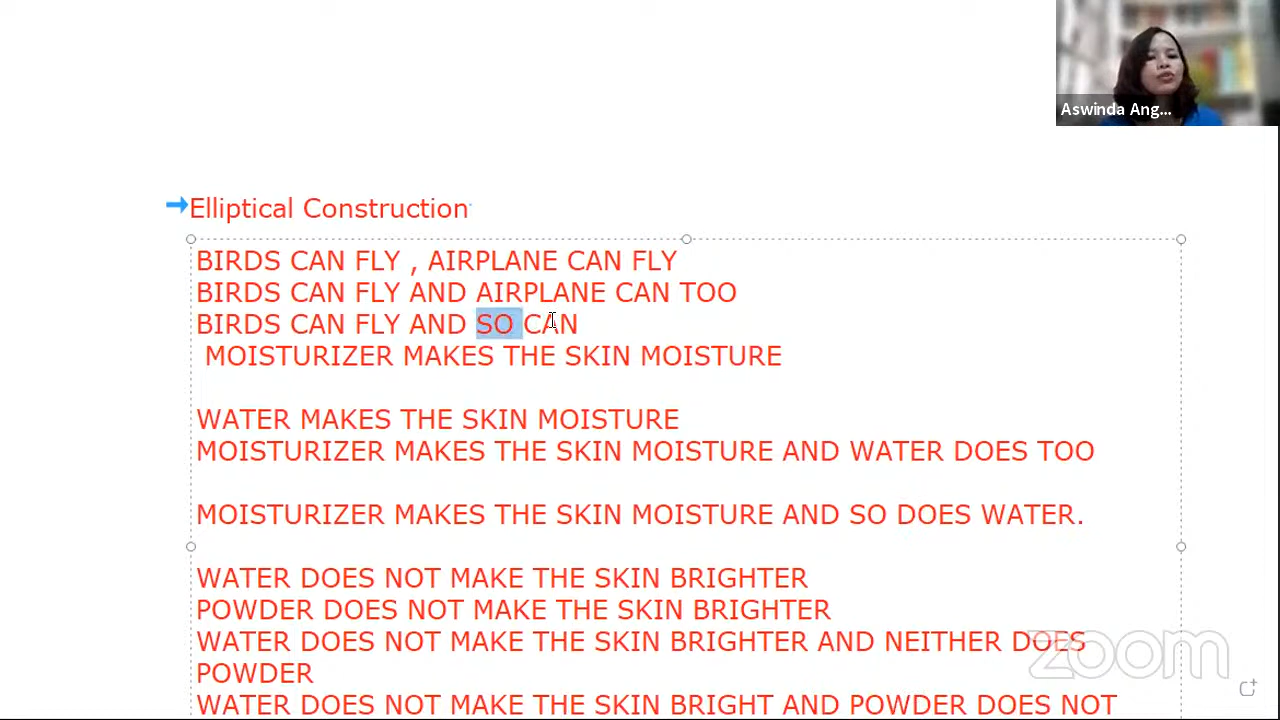 Aswinda Ang...
Elliptical Construction
BIRDS CAN FLY , AIRPLANE CAN FLY
BIRDS CAN FLY AND AIRPLANE CAN TOO
BIRDS CAN FLY AND SO CAN
MOISTURIZER MAKES THE SKIN MOISTURE
WATER MAKES THE SKIN MOISTURE
MOISTURIZER MAKES THE SKIN MOISTURE AND WATER DOES TOO
MOISTURIZER MAKES THE SKIN MOISTURE AND SO DOES WATER.
WATER DOES NOT MAKE THE SKIN BRIGHTER
POWDER DOES NOT MAKE THE SKIN BRIGHTER
WATER DOES NOT MAKE THE SKIN BRIGHTER AND NEITHER DOES
POWDER
WATER DOES NOT MAKE THE SKIN BRIGHT AND POWDER DOES NOT
zoom